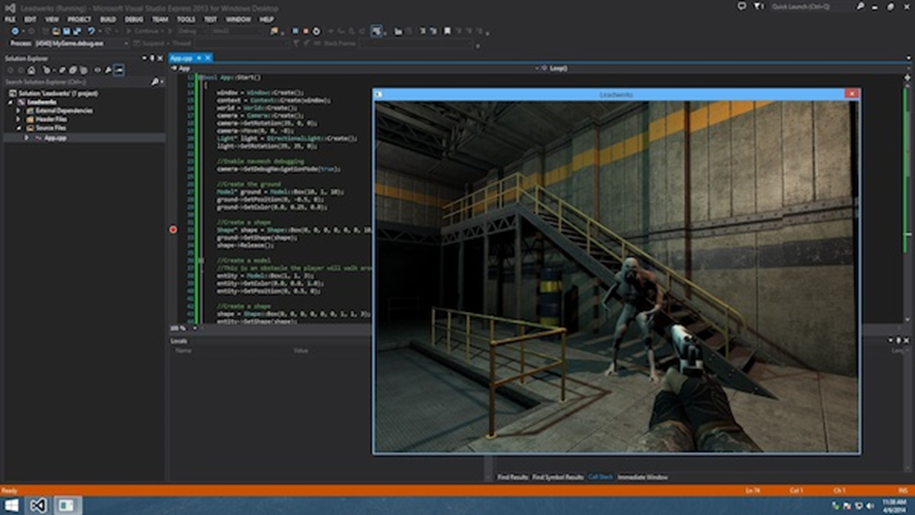 Leadwerks (Running) - Microsoft Visual Studio Express 2013 for Windows Desktop
Quick Launch (Ctrl+Q)
FILE EDIT VIEW PROJECT BUILD DEBUG TEAM TOOLS TEST WINDOW HELP
Continue
Debug
Process: [4540] MyGame.debug.exe
Suspend
Thread:
Stack Frame:
Solution Explorer
Search Solution Explorer (Ctrl+;)
Solution 'Leadwerks' (1 project)
Leadwerks
External Dependencies
Header Files
Source Files
App.cpp
App.cpp
App
Loop()
bool App::Start()
{
window = Window::Create();
context = Context::Create(window);
world = World::Create();
camera = Camera::Create();
camera->SetRotation(35, 0, 0);
camera->Move(0, 0, -6);
Light* light = DirectionalLight::Create();
light->SetRotation(35, 35, 0);
//Enable navmesh debugging
camera->SetDebugNavigationMode(true);
//Create the ground
Model* ground = Model::Box(10, 1, 10);
ground->SetPosition(0, -0.5, 0);
ground->SetColor(0.0, 0.25, 0.0);
//Create a shape
Shape* shape = Shape::Box(0, 0, 0, 0, 0, 0, 10
ground->SetShape(shape);
shape->Release();
//Create a model
//This is an obstacle the player will walk aro
entity = Model::Box(1, 1, 3);
entity->SetColor(0.0, 0.0, 1.0);
entity->SetPosition(0, 0.5, 0);
//Create a shape
shape = Shape::Box(0, 0, 0, 0, 0, 0, 1, 1, 3);
entity->SetShape(shape);
100 %
Leadwerks
Locals
Name Value
Lang
Find Results Find Symbol Results Call Stack Immediate Window
Ready
Ln 74 Col 1 Ch 1 INS
11:38 AM
4/6/2014